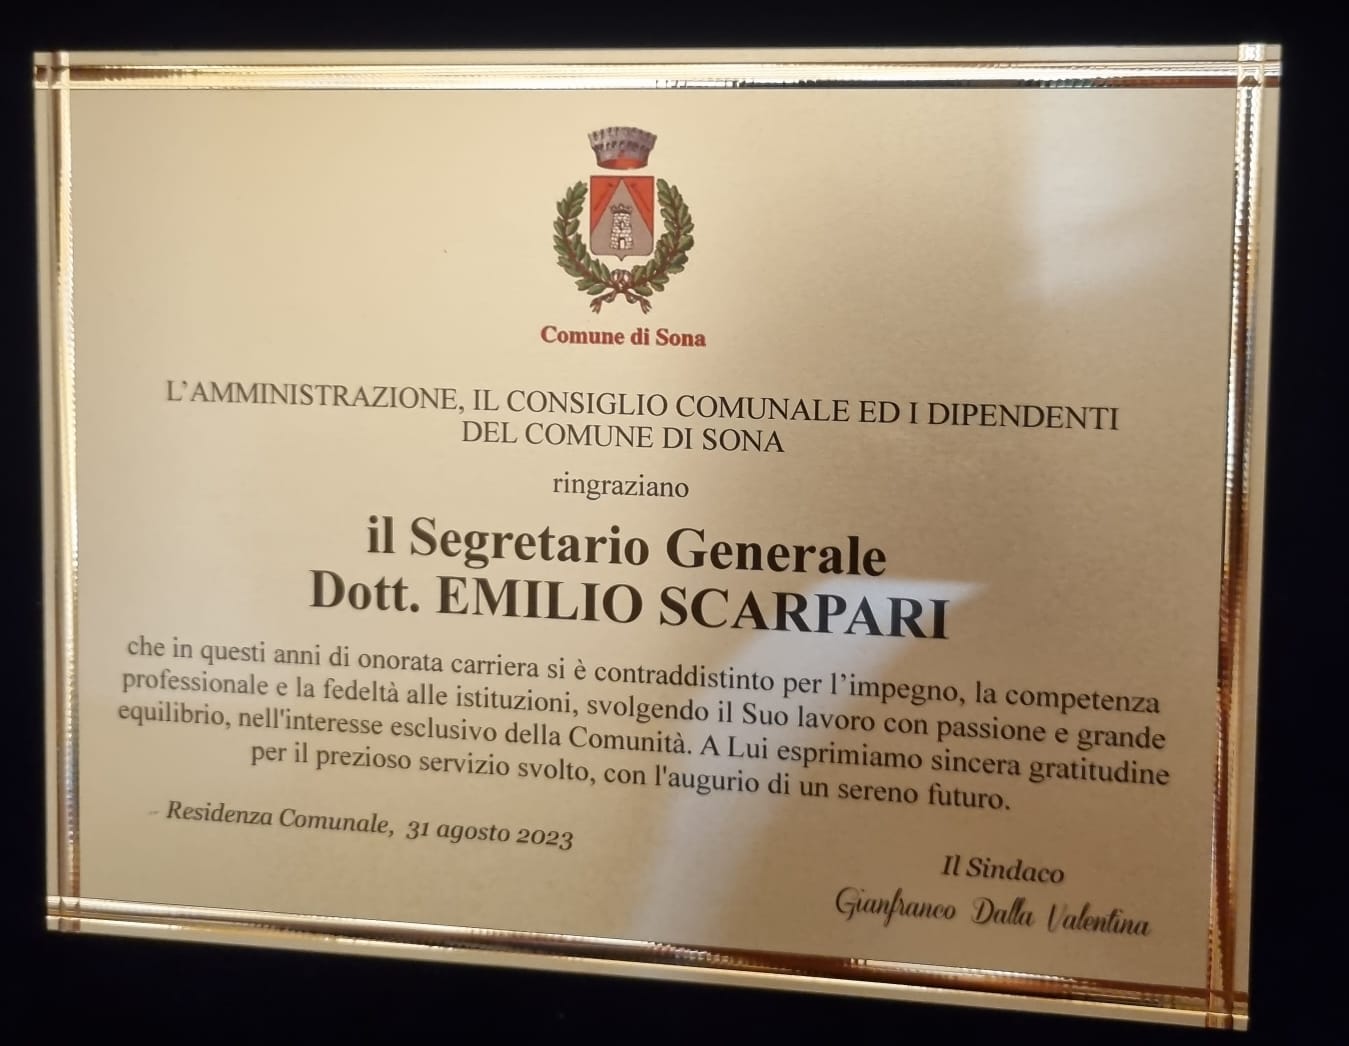 Comune di Sona
L'AMMINISTRAZIONE, IL CONSIGLIO COMUNALE ED I DIPENDENTI
DEL COMUNE DI SONA
ringraziano
il Segretario Generale
Dott. EMILIO SCARPARI
che in questi anni di onorata carriera si è contraddistinto per l'impegno, la competenza
professionale e la fedeltà alle istituzioni, svolgendo il Suo lavoro con passione e grande
equilibrio, nell'interesse esclusivo della Comunità. A Lui esprimiamo sincera gratitudine
per il prezioso servizio svolto, con l'augurio di un sereno futuro.
Residenza Comunale, 31 agosto 2023
Il Sindaco
Gianfranco Dalla Valentina